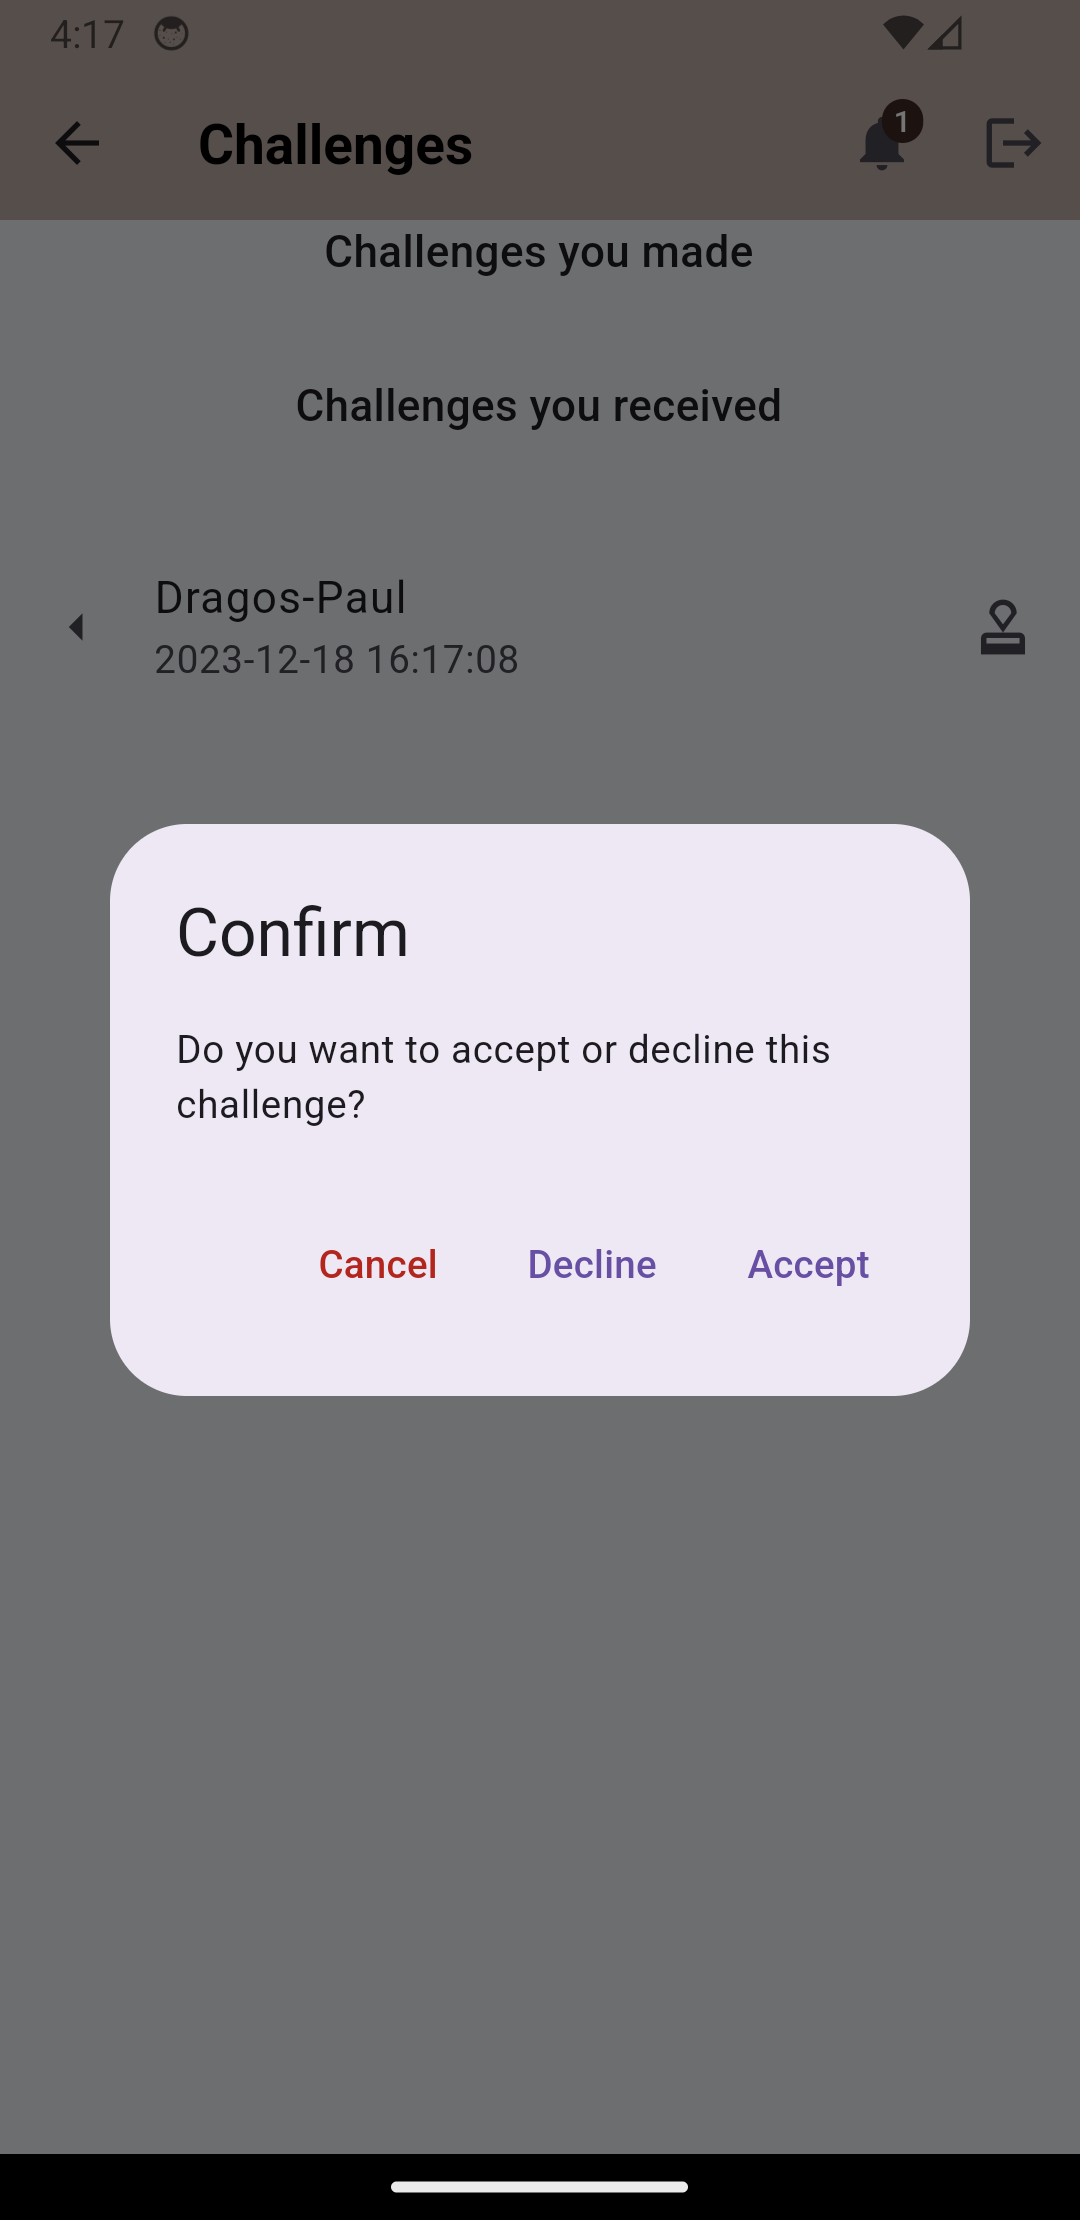 4:17
Challenges
1
Challenges you made
Challenges you received
Dragos-Paul
2023-12-18 16:17:08
Confirm
Do you want to accept or decline this
challenge?
Cancel Decline Accept